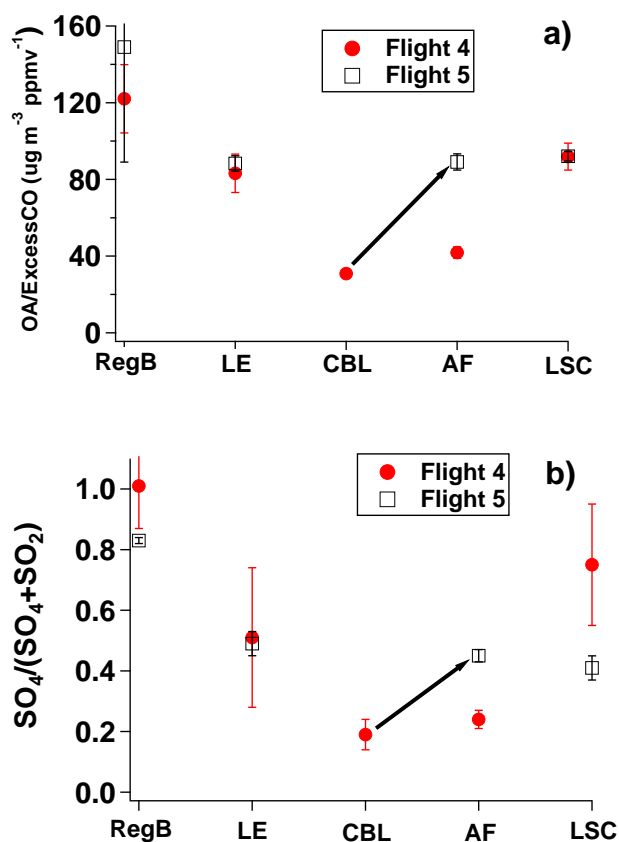 a)
Flight 4
Flight 5
OA/ExcessCO (ug m⁻³ ppmv⁻¹)
160
120
80
40
0
RegB LE CBL AF LSC
b)
Flight 4
Flight 5
SO₄/(SO₄+SO₂)
1.0
0.8
0.6
0.4
0.2
0.0
RegB LE CBL AF LSC